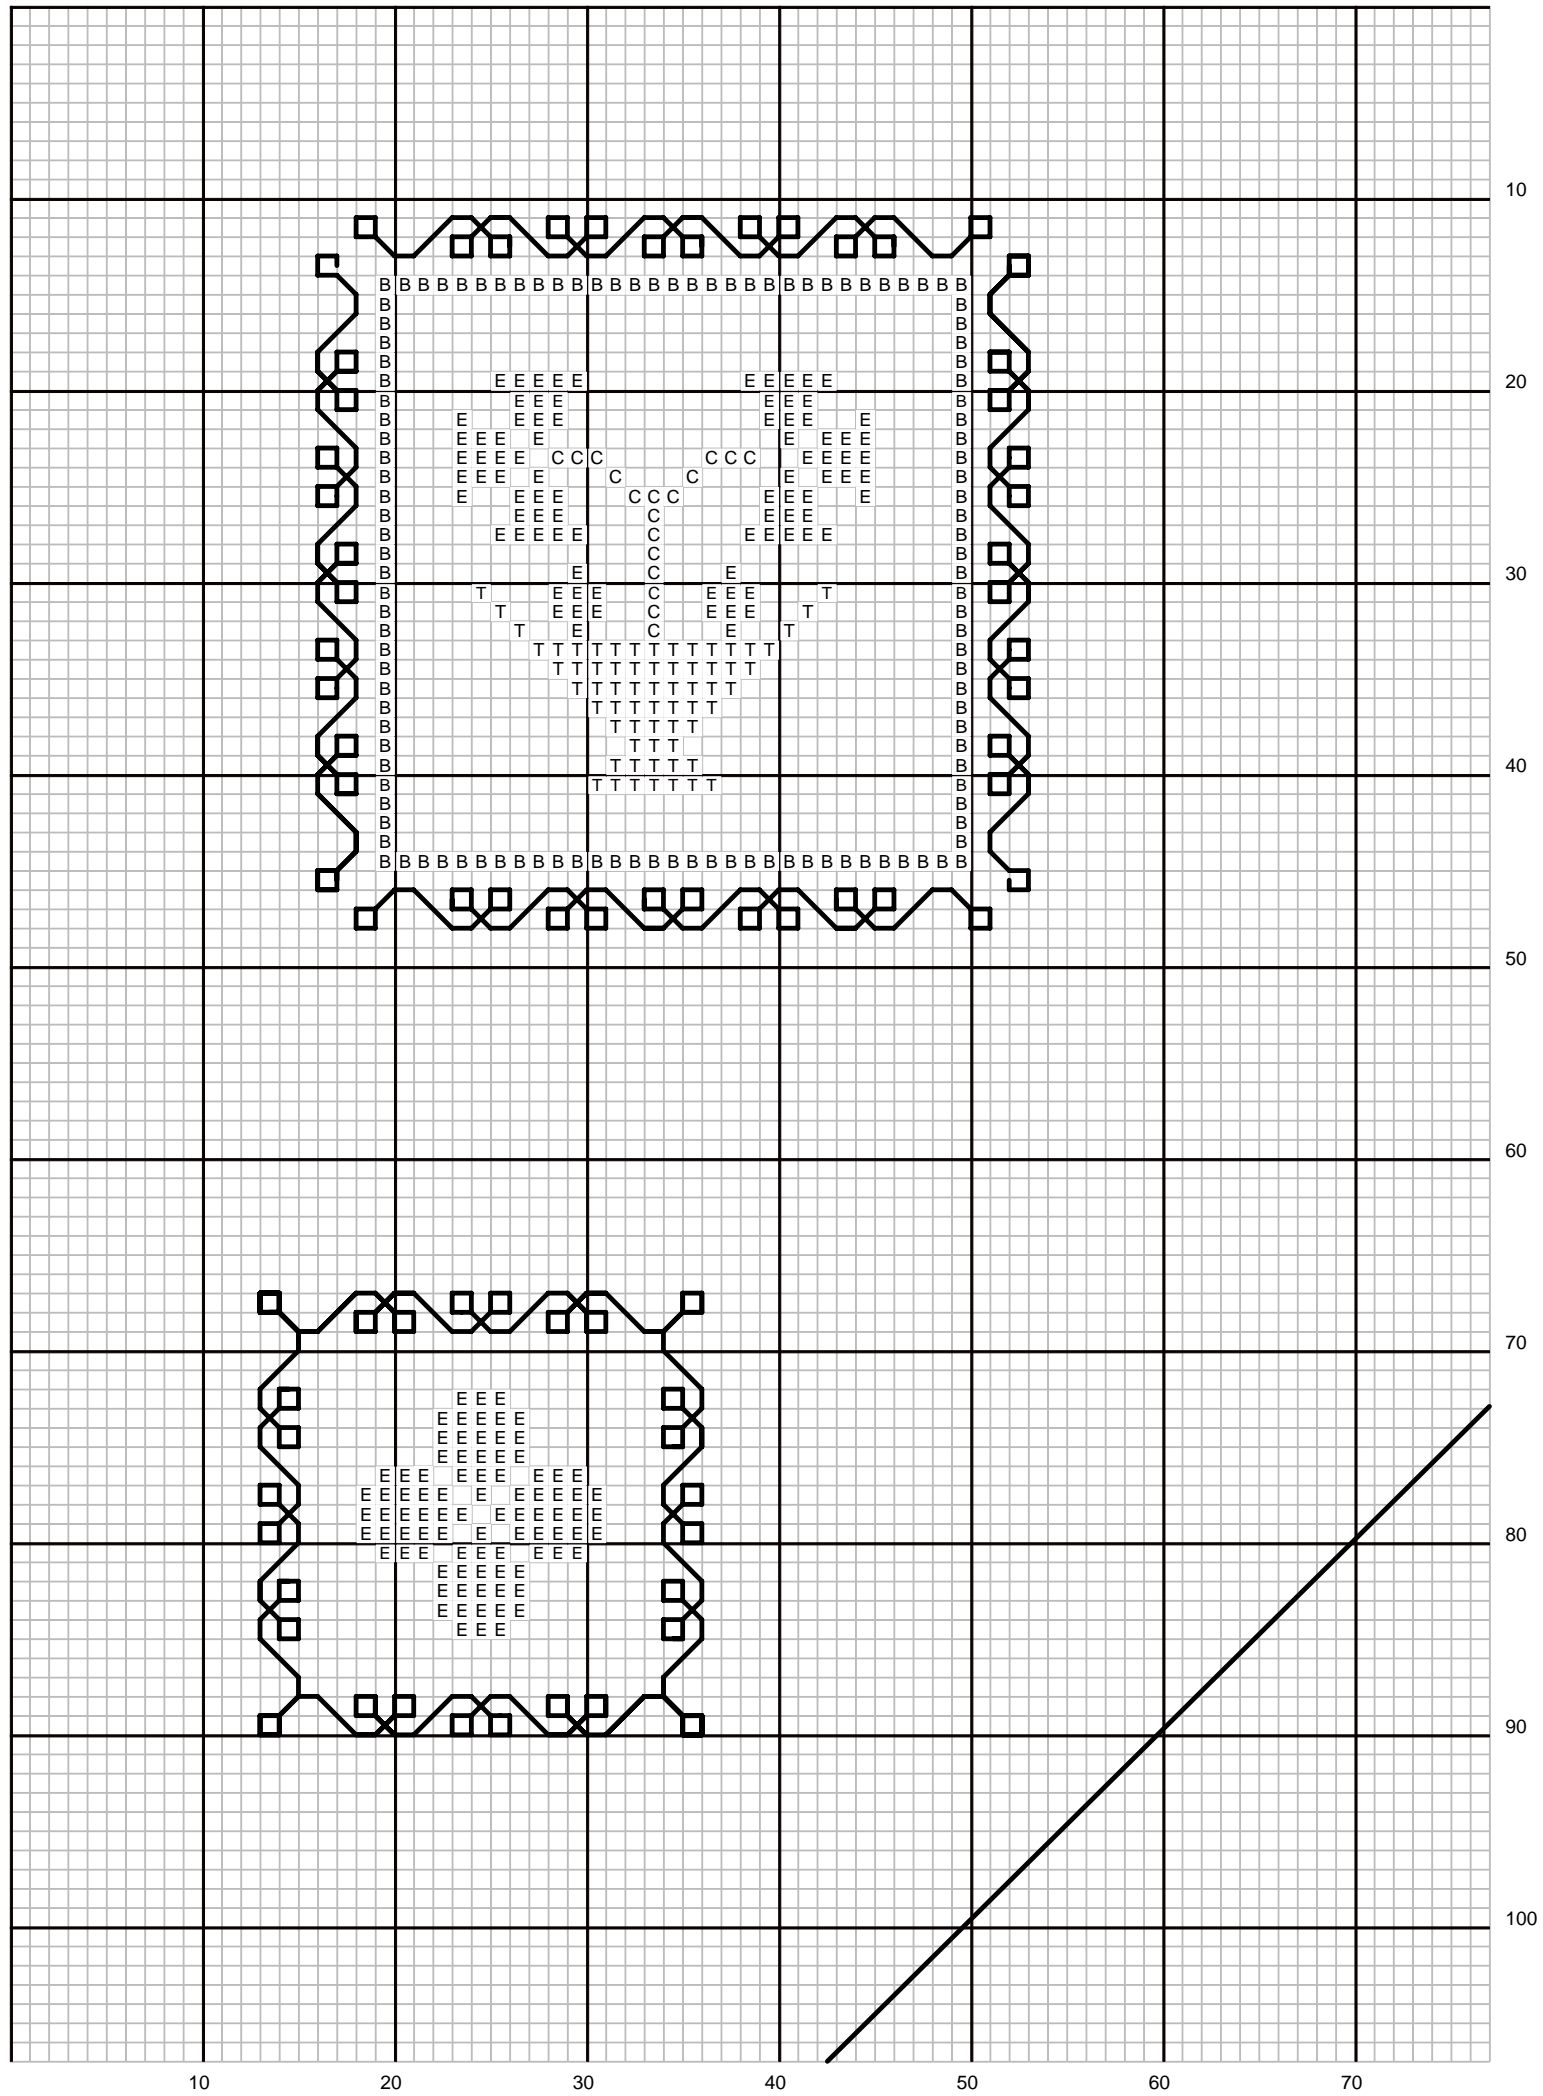 10
B B B B B B B B B B B B B B B B B B B B B B B B B B B B B B B
B B
B B
B B
B B
B E E E E E E E E E E B 20
B E E E E E E B
B E E E E E E E E B
B E E E E E E E E B
B E E E E C C C C C C E E E E B
B E E E E C C E E E E B
B E E E E C C C E E E E B
B E E E C E E E B
B E E E E E C E E E E E B
B C B
B E C E B 30
B T E E E C E E E T B
B T E E E C E E E T B
B T E C E T B
B T T T T T T T T T T T T T B
B T T T T T T T T T T T B
B T T T T T T T T T B
B T T T T T T T B
B T T T T T B
B T T T B
B T T T T T B 40
B T T T T T T T B
B B
B B
B B
B B B B B B B B B B B B B B B B B B B B B B B B B B B B B B B
50
60
70
E E E
E E E E E
E E E E E
E E E E E
E E E E E E E E E
E E E E E E E E E E E
E E E E E E E E E E E E
E E E E E E E E E E E 80
E E E E E E E E E
E E E E E
E E E E E
E E E E E
E E E
90
100
10 20 30 40 50 60 70